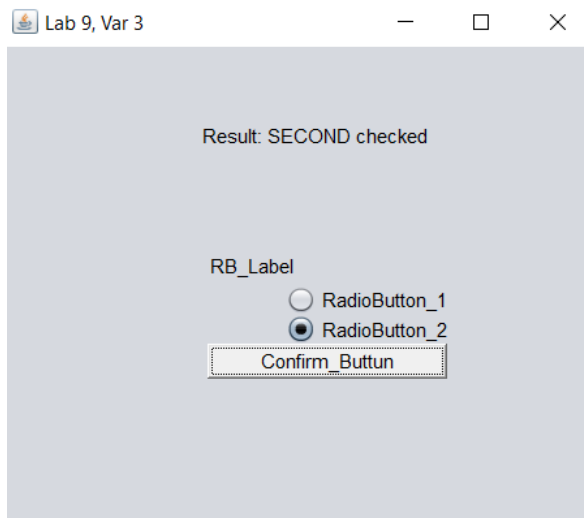 Lab 9, Var 3
Result: SECOND checked
RB_Label
RadioButton_1
RadioButton_2
Confirm_Buttun